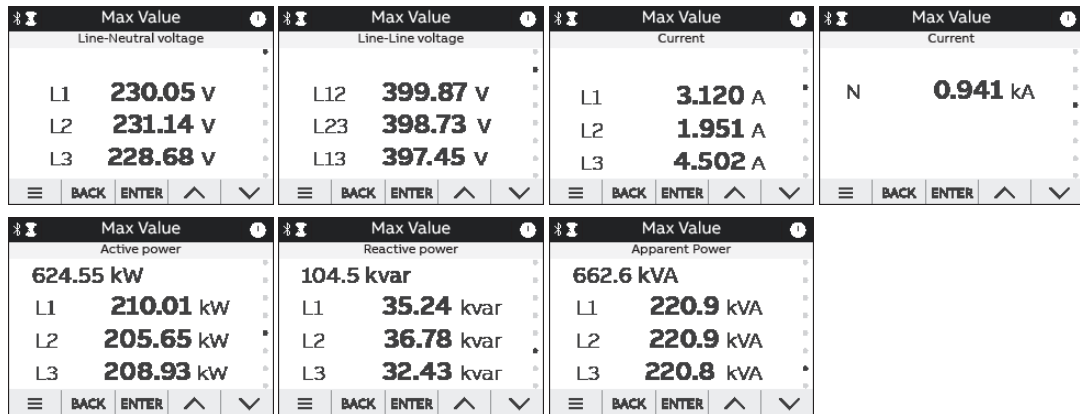 Max Value
Line-Neutral voltage
L1 230.05 V
L2 231.14 V
L3 228.68 V
BACK ENTER
Max Value
Line-Line voltage
L12 399.87 V
L23 398.73 V
L13 397.45 V
BACK ENTER
Max Value
Current
L1 3.120 A
L2 1.951 A
L3 4.502 A
BACK ENTER
Max Value
Current
N 0.941 kA
BACK ENTER
Max Value
Active power
624.55 kW
L1 210.01 kW
L2 205.65 kW
L3 208.93 kW
BACK ENTER
Max Value
Reactive power
104.5 kvar
L1 35.24 kvar
L2 36.78 kvar
L3 32.43 kvar
BACK ENTER
Max Value
Apparent Power
662.6 kVA
L1 220.9 kVA
L2 220.9 kVA
L3 220.8 kVA
BACK ENTER